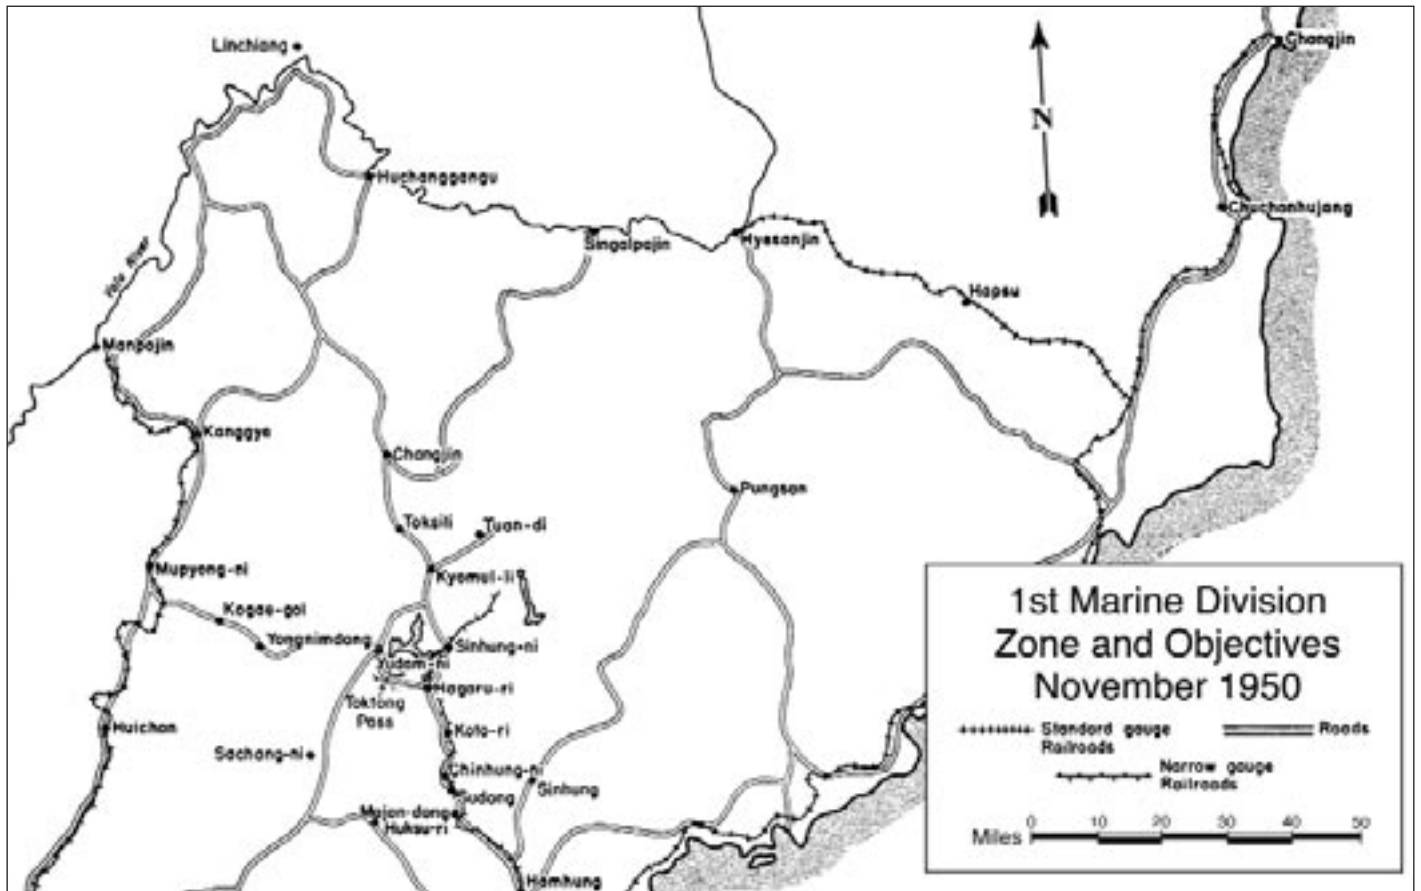 Linchiang
Chongjin
N
Huchanggangu
Chuchonhujang
Hyesanjin
Singalpajin
Yalu River
Hapsu
Manpojin
Kanggye
Changjin
Pungsan
Toksili
Tuan-di
Mupyong-ni
Kyomul-li
1st Marine Division
Zone and Objectives
November 1950
Kogae-gol
Yongnimdong
Sinhung-ni
Yudam-ni
Hagaru-ri
Toktong
Pass
Huichon
Koto-ri
Standard gauge
Railroads
Roads
Sachang-ni
Chinhung-ni
Narrow gauge
Railroads
Sinhung
Sudong
Majon-dong
Huksu-ri
Miles 0 10 20 30 40 50
Hamhung